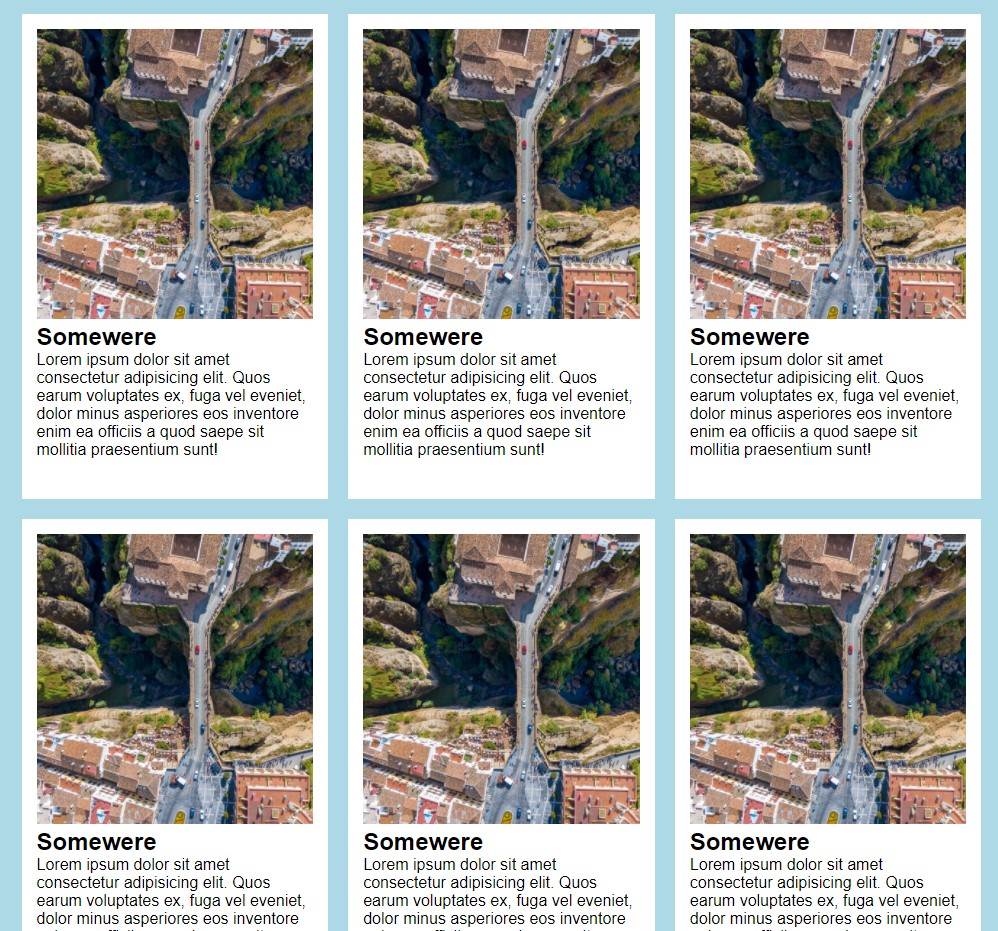 Somewere
Lorem ipsum dolor sit amet
consectetur adipisicing elit. Quos
earum voluptates ex, fuga vel eveniet,
dolor minus asperiores eos inventore
enim ea officiis a quod saepe sit
mollitia praesentium sunt!
Somewere
Lorem ipsum dolor sit amet
consectetur adipisicing elit. Quos
earum voluptates ex, fuga vel eveniet,
dolor minus asperiores eos inventore
enim ea officiis a quod saepe sit
mollitia praesentium sunt!
Somewere
Lorem ipsum dolor sit amet
consectetur adipisicing elit. Quos
earum voluptates ex, fuga vel eveniet,
dolor minus asperiores eos inventore
enim ea officiis a quod saepe sit
mollitia praesentium sunt!
Somewere
Lorem ipsum dolor sit amet
consectetur adipisicing elit. Quos
earum voluptates ex, fuga vel eveniet,
dolor minus asperiores eos inventore
Somewere
Lorem ipsum dolor sit amet
consectetur adipisicing elit. Quos
earum voluptates ex, fuga vel eveniet,
dolor minus asperiores eos inventore
Somewere
Lorem ipsum dolor sit amet
consectetur adipisicing elit. Quos
earum voluptates ex, fuga vel eveniet,
dolor minus asperiores eos inventore